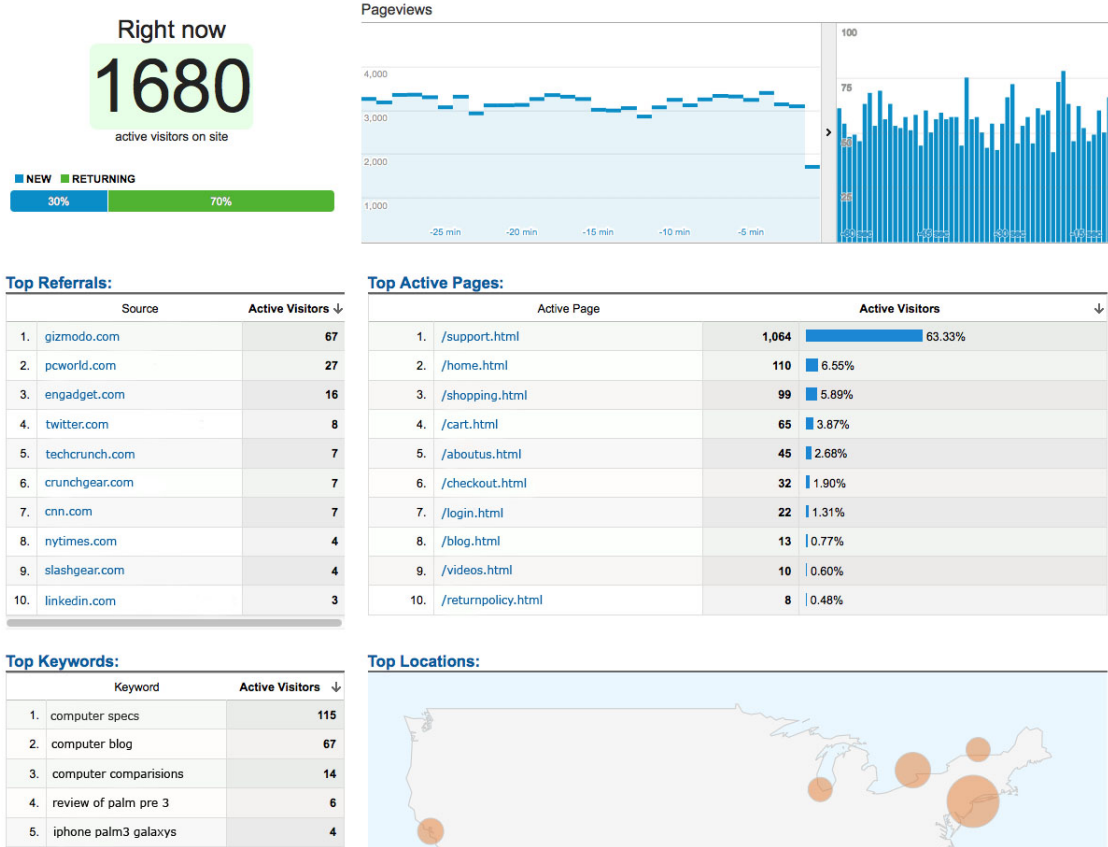 Right now
1680
active visitors on site
NEW RETURNING
30% 70%
Pageviews
4,000
3,000
2,000
1,000
-25 min -20 min -15 min -10 min -5 min
100
75
50
25
-60 sec -45 sec -30 sec -15 sec
Top Referrals:
Source Active Visitors
1. gizmodo.com 67
2. pcworld.com 27
3. engadget.com 16
4. twitter.com 8
5. techcrunch.com 7
6. crunchgear.com 7
7. cnn.com 7
8. nytimes.com 4
9. slashgear.com 4
10. linkedin.com 3
Top Active Pages:
Active Page Active Visitors
1. /support.html 1,064 63.33%
2. /home.html 110 6.55%
3. /shopping.html 99 5.89%
4. /cart.html 65 3.87%
5. /aboutus.html 45 2.68%
6. /checkout.html 32 1.90%
7. /login.html 22 1.31%
8. /blog.html 13 0.77%
9. /videos.html 10 0.60%
10. /returnpolicy.html 8 0.48%
Top Keywords:
Keyword Active Visitors
1. computer specs 115
2. computer blog 67
3. computer comparisions 14
4. review of palm pre 3 6
5. iphone palm3 galaxys 4
Top Locations: